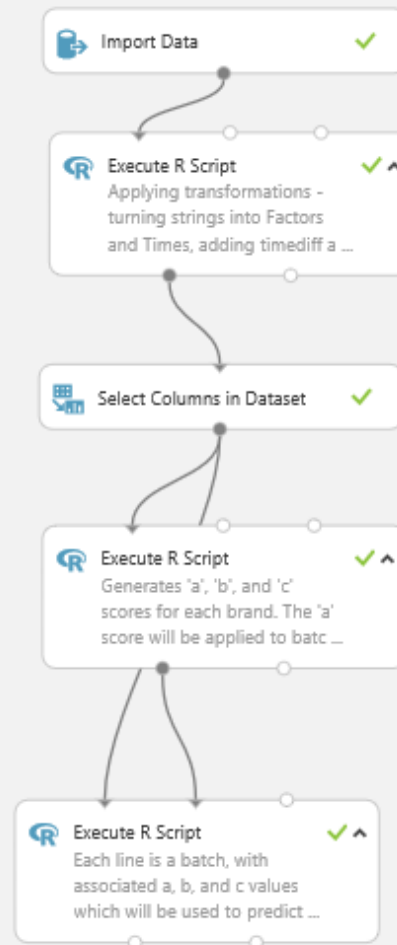 Import Data
Execute R Script
Applying transformations -
turning strings into Factors
and Times, adding timediff a ...
Select Columns in Dataset
Execute R Script
Generates 'a', 'b', and 'c'
scores for each brand. The 'a'
score will be applied to batc ...
Execute R Script
Each line is a batch, with
associated a, b, and c values
which will be used to predict ...